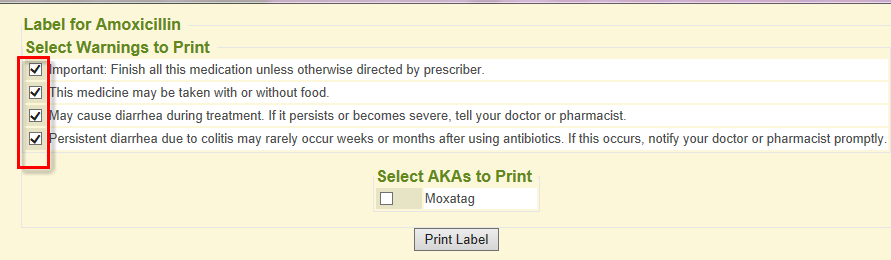 Label for Amoxicillin
Select Warnings to Print
Important: Finish all this medication unless otherwise directed by prescriber.
This medicine may be taken with or without food.
May cause diarrhea during treatment. If it persists or becomes severe, tell your doctor or pharmacist.
Persistent diarrhea due to colitis may rarely occur weeks or months after using antibiotics. If this occurs, notify your doctor or pharmacist promptly.
Select AKAs to Print
Moxatag
Print Label